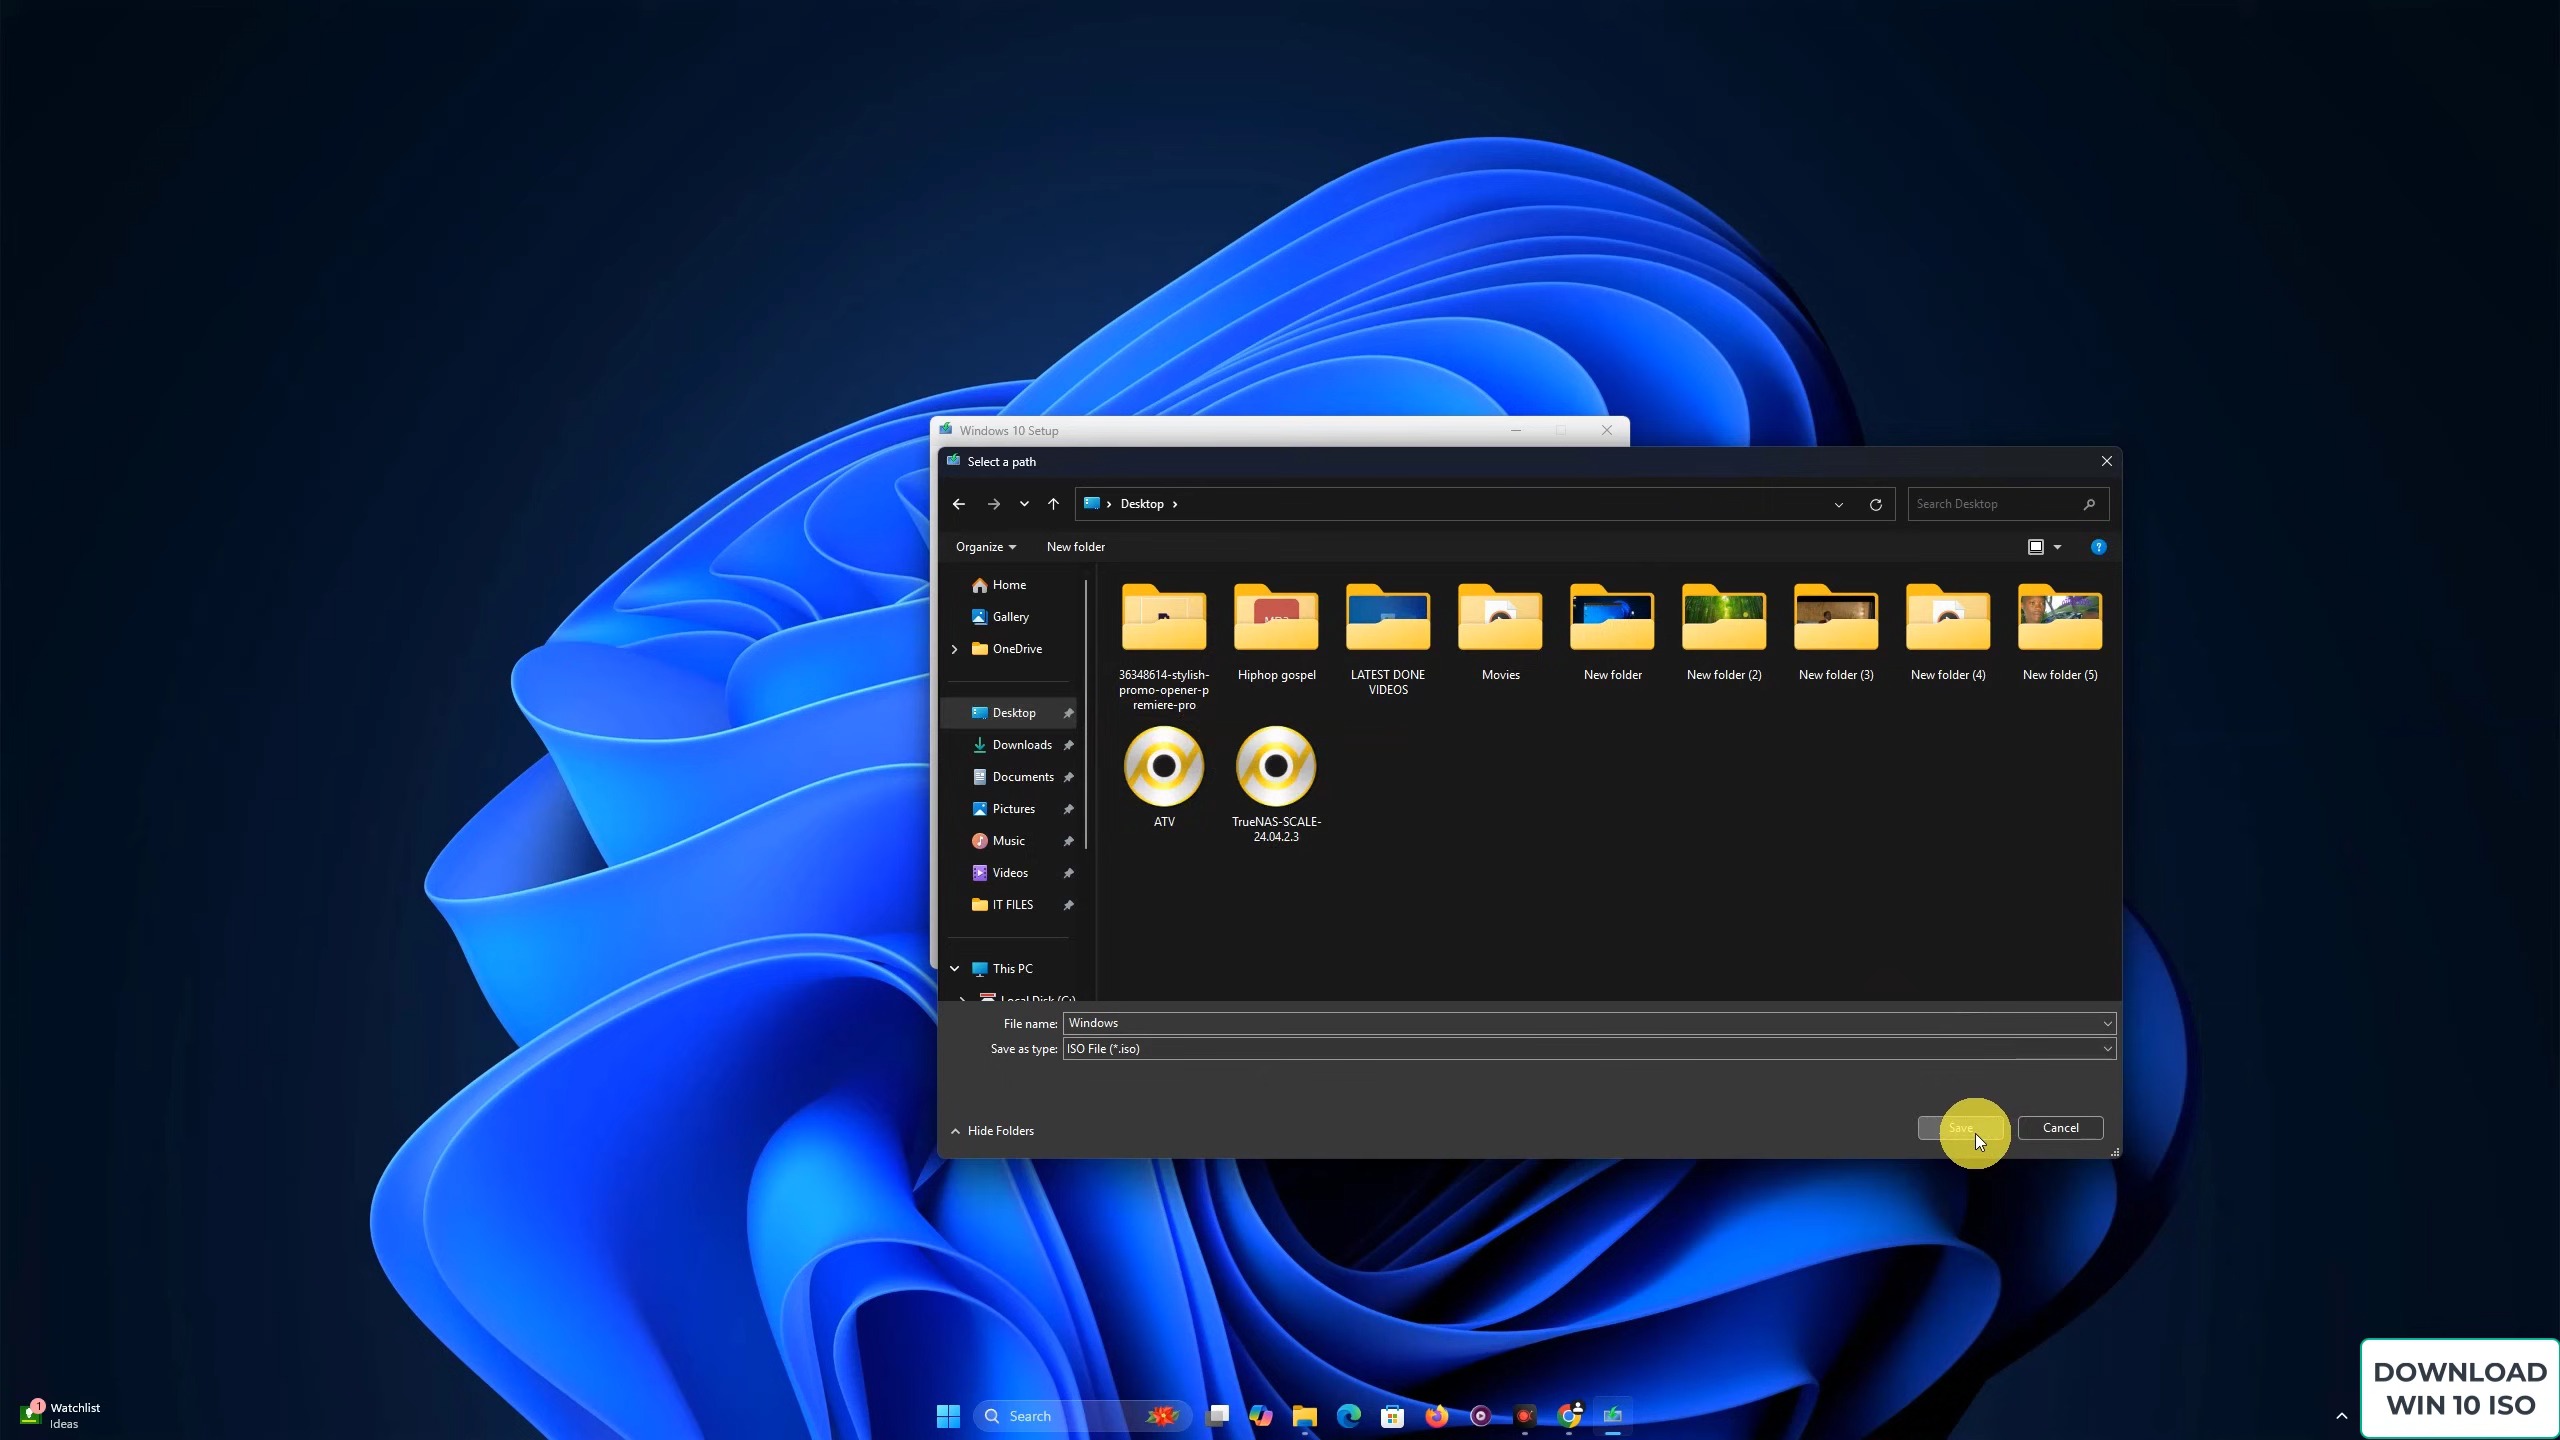 Windows 10 Setup
Select a path
Desktop
Search Desktop
Organize
New folder
Home
Gallery
OneDrive
Desktop
Downloads
Documents
Pictures
Music
Videos
IT FILES
This PC
Local Disk (C:)
36348614-stylish-
promo-opener-p
remiere-pro
Hiphop gospel
LATEST DONE
VIDEOS
Movies
New folder
New folder (2)
New folder (3)
New folder (4)
New folder (5)
ATV
TrueNAS-SCALE-
24.04.2.3
File name: Windows
Save as type: ISO File (*.iso)
Hide Folders
Save
Cancel
1
Watchlist
Ideas
Search
DOWNLOAD
WIN 10 ISO